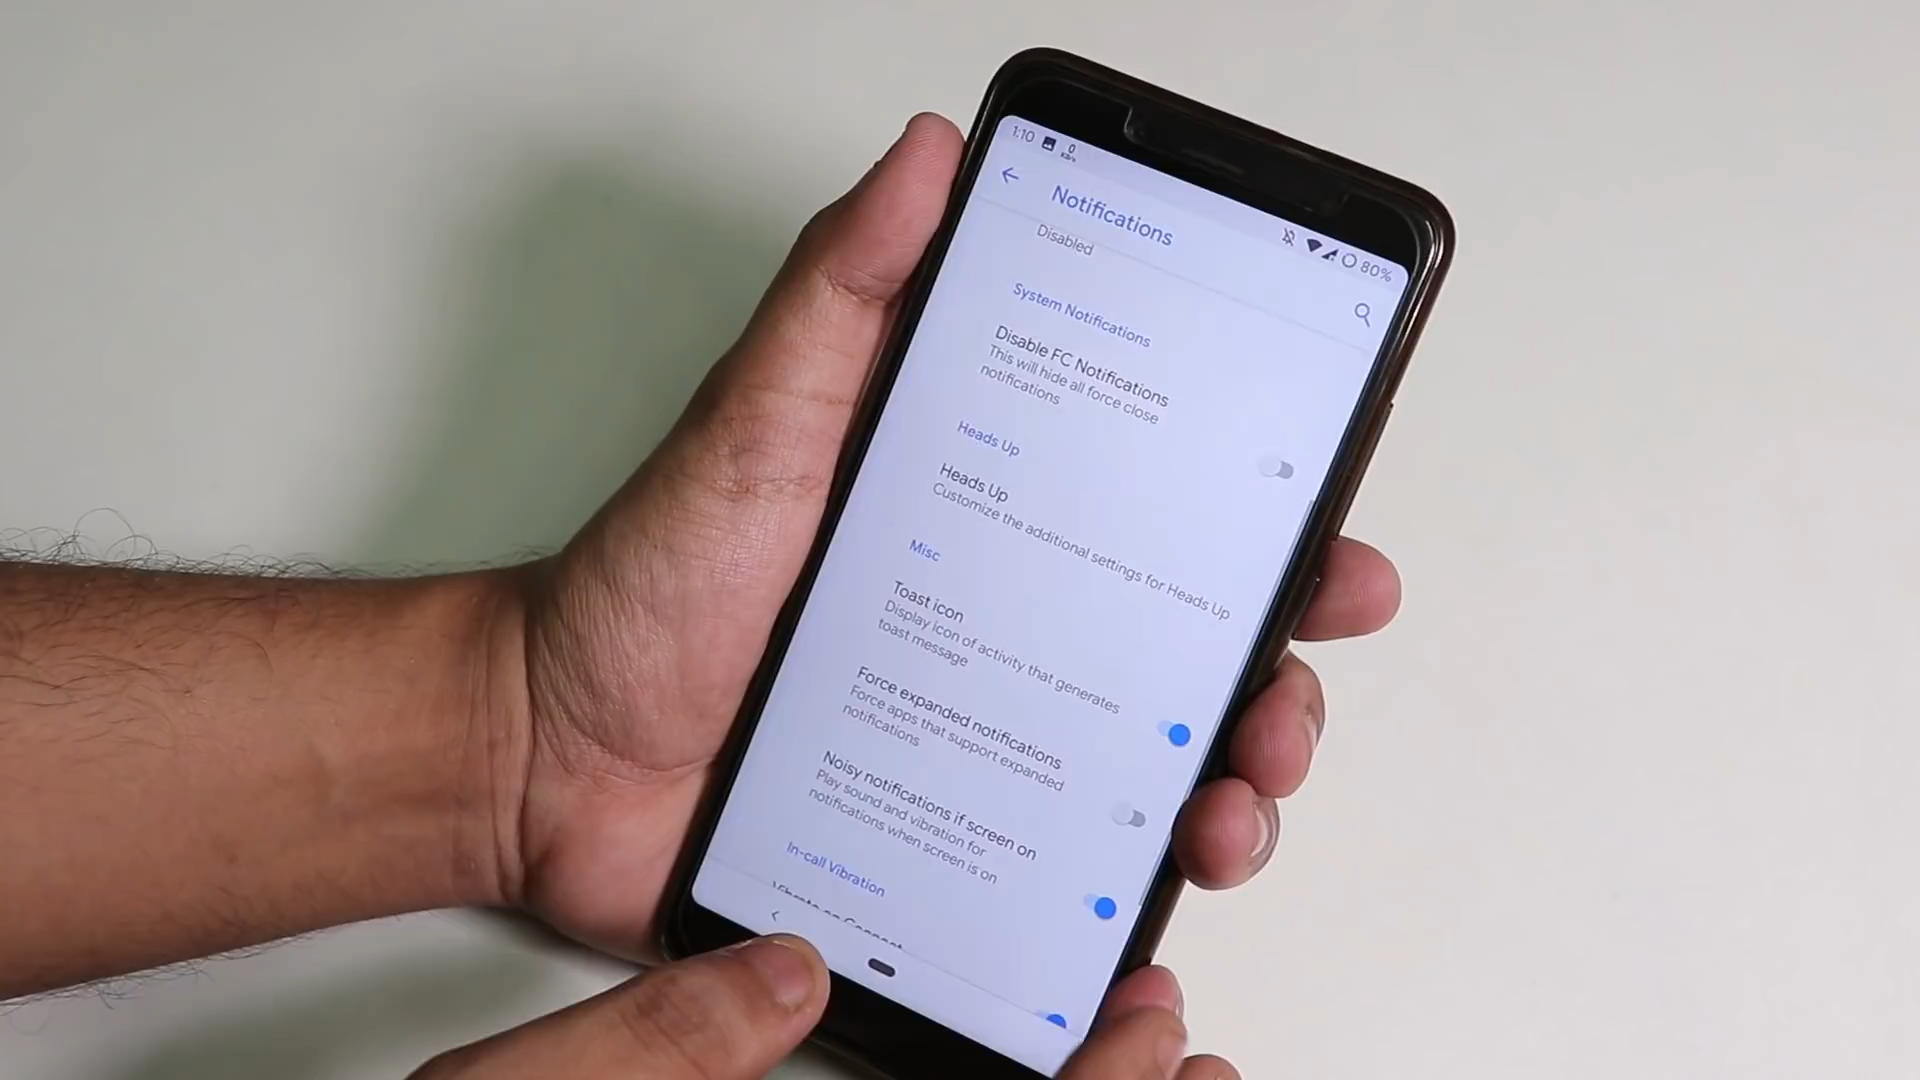 1:10 0 KB/s 80%
Notifications
Disabled
System Notifications
Disable FC Notifications
This will hide all force close
notifications
Heads Up
Heads Up
Customize the additional settings for Heads Up
Misc
Toast icon
Display icon of activity that generates
toast message
Force expanded notifications
Force apps that support expanded
notifications
Noisy notifications if screen on
Play sound and vibration for
notifications when screen is on
In-call Vibration